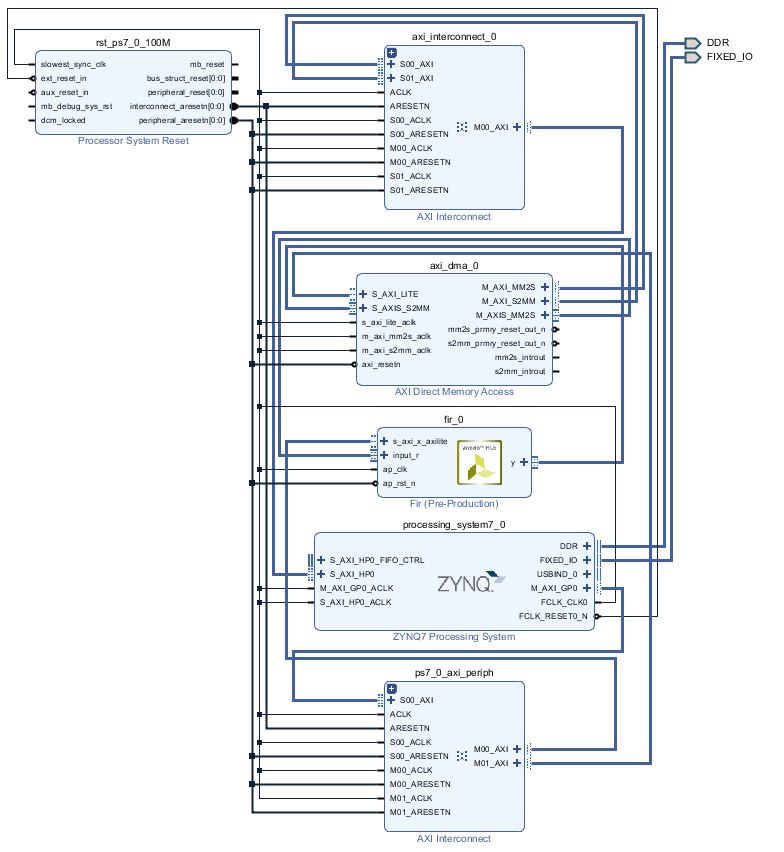 DDR
FIXED_IO
rst_ps7_0_100M
slowest_sync_clk
mb_reset
ext_reset_in
bus_struct_reset[0:0]
aux_reset_in
peripheral_reset[0:0]
mb_debug_sys_rst
interconnect_aresetn[0:0]
dcm_locked
peripheral_aresetn[0:0]
Processor System Reset
axi_interconnect_0
S00_AXI
S01_AXI
ACLK
ARESETN
S00_ACLK
S00_ARESETN
M00_AXI
M00_ACLK
M00_ARESETN
S01_ACLK
S01_ARESETN
AXI Interconnect
axi_dma_0
S_AXI_LITE
S_AXIS_S2MM
s_axi_lite_aclk
m_axi_mm2s_aclk
m_axi_s2mm_aclk
axi_resetn
M_AXI_MM2S
M_AXI_S2MM
M_AXIS_MM2S
mm2s_prmry_reset_out_n
s2mm_prmry_reset_out_n
mm2s_introut
s2mm_introut
AXI Direct Memory Access
fir_0
s_axi_x_axilite
input_r
ap_clk
ap_rst_n
Vivado™ HLS
y
Fir (Pre-Production)
processing_system7_0
S_AXI_HP0_FIFO_CTRL
S_AXI_HP0
M_AXI_GP0_ACLK
S_AXI_HP0_ACLK
ZYNQ
DDR
FIXED_IO
USBIND_0
M_AXI_GP0
FCLK_CLK0
FCLK_RESET0_N
ZYNQ7 Processing System
ps7_0_axi_periph
S00_AXI
ACLK
ARESETN
S00_ACLK
S00_ARESETN
M00_ACLK
M00_ARESETN
M01_ACLK
M01_ARESETN
M00_AXI
M01_AXI
AXI Interconnect